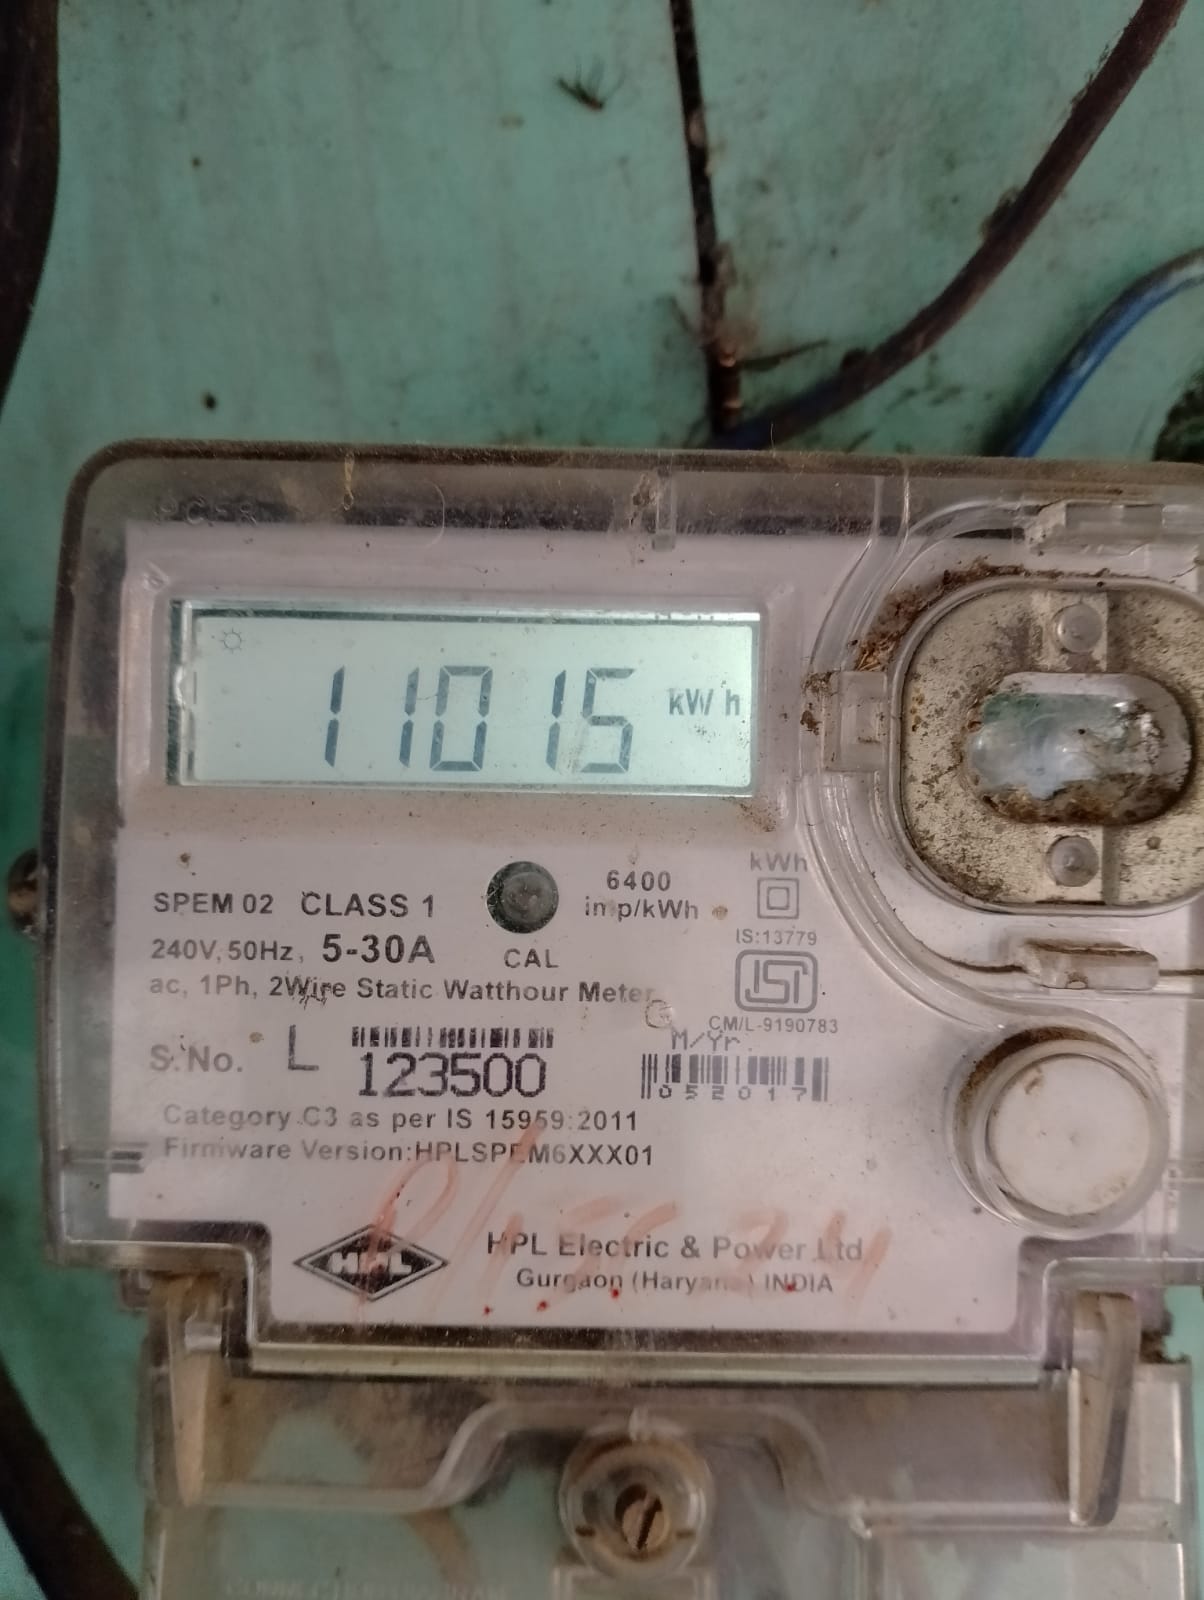 11015 kWh
SPEM 02 CLASS 1
240V, 50Hz, 5-30A
CAL
6400
imp/kWh
kWh
IS:13779
ISI
CM/L-9190783
ac, 1Ph, 2Wire Static Watthour Meter
S.No. L 123500
M/Yr.
052017
Category C3 as per IS 15959:2011
Firmware Version:HPLSPEM6XXX01
HPL
HPL Electric & Power Ltd
Gurgaon (Haryana) INDIA